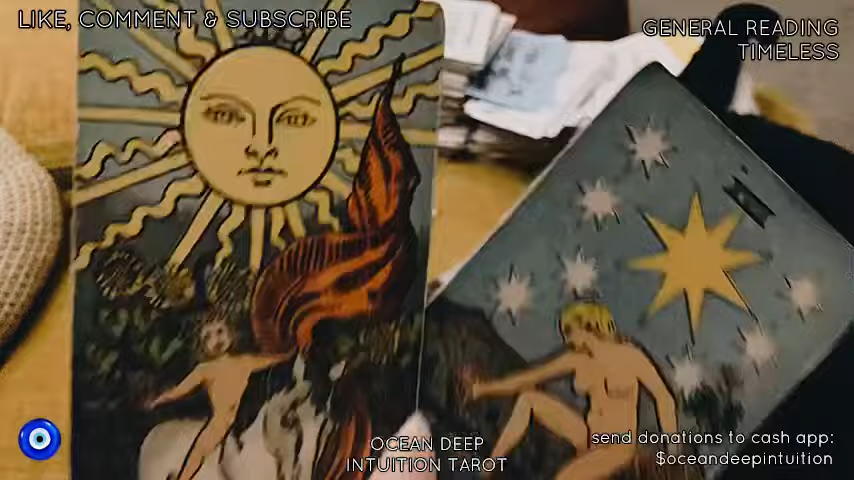 LIKE, COMMENT & SUBSCRIBE
GENERAL READING
TIMELESS
OCEAN DEEP
INTUITION TAROT
send donations to cash app:
$oceandeepintuition